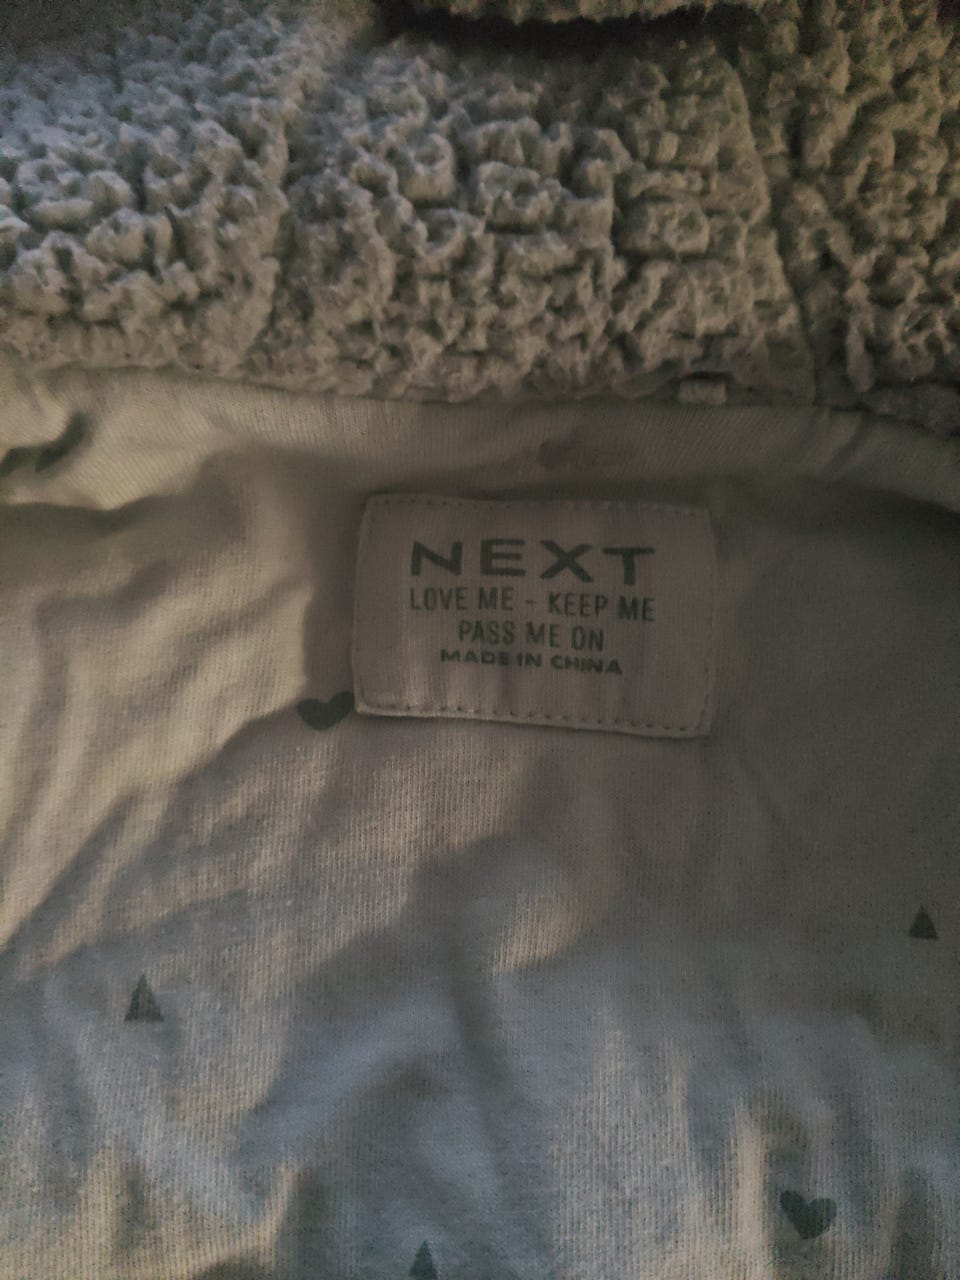 NEXT
LOVE ME - KEEP ME
PASS ME ON
MADE IN CHINA